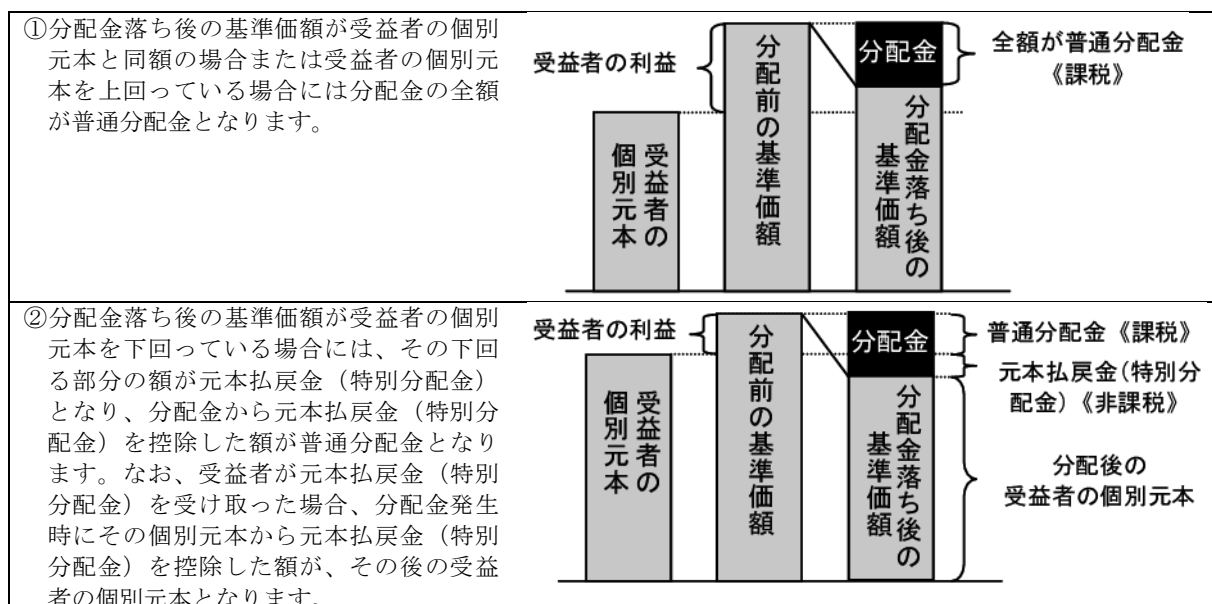 ①分配金落ち後の基準価額が受益者の個別
元本と同額の場合または受益者の個別元
本を上回っている場合には分配金の全額
が普通分配金となります。
受益者の利益
受益者の
個別元本
分配前の基準価額
分配金
分配金落ち後の
基準価額
全額が普通分配金
《課税》
②分配金落ち後の基準価額が受益者の個別
元本を下回っている場合には、その下回
る部分の額が元本払戻金（特別分配金）
となり、分配金から元本払戻金（特別分
配金）を控除した額が普通分配金となり
ます。なお、受益者が元本払戻金（特別
分配金）を受け取った場合、分配金発生
時にその個別元本から元本払戻金（特別
分配金）を控除した額が、その後の受益
者の個別元本となります。
受益者の利益
受益者の
個別元本
分配前の基準価額
分配金
分配金落ち後の
基準価額
普通分配金《課税》
元本払戻金(特別分
配金)《非課税》
分配後の
受益者の個別元本